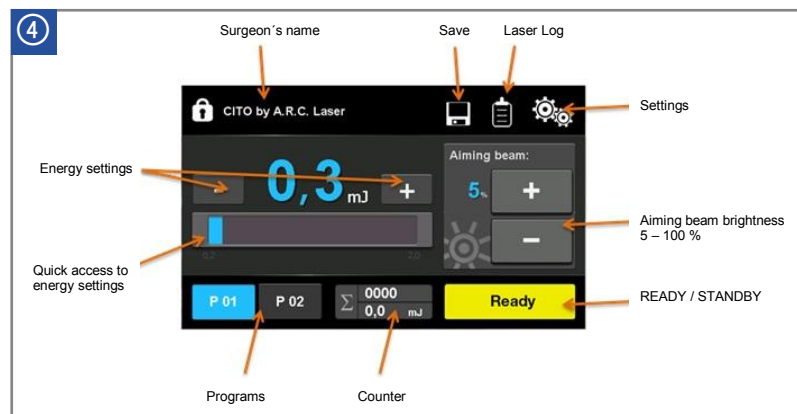 4
Surgeon´s name
Save
Laser Log
CITO by A.R.C. Laser
Settings
Energy settings
-
0,3 mJ
+
Aiming beam:
5%
+
-
Aiming beam brightness
5 – 100 %
0,2
2,0
Quick access to
energy settings
P 01
P 02
Σ
0000
0,0 mJ
Ready
READY / STANDBY
Programs
Counter